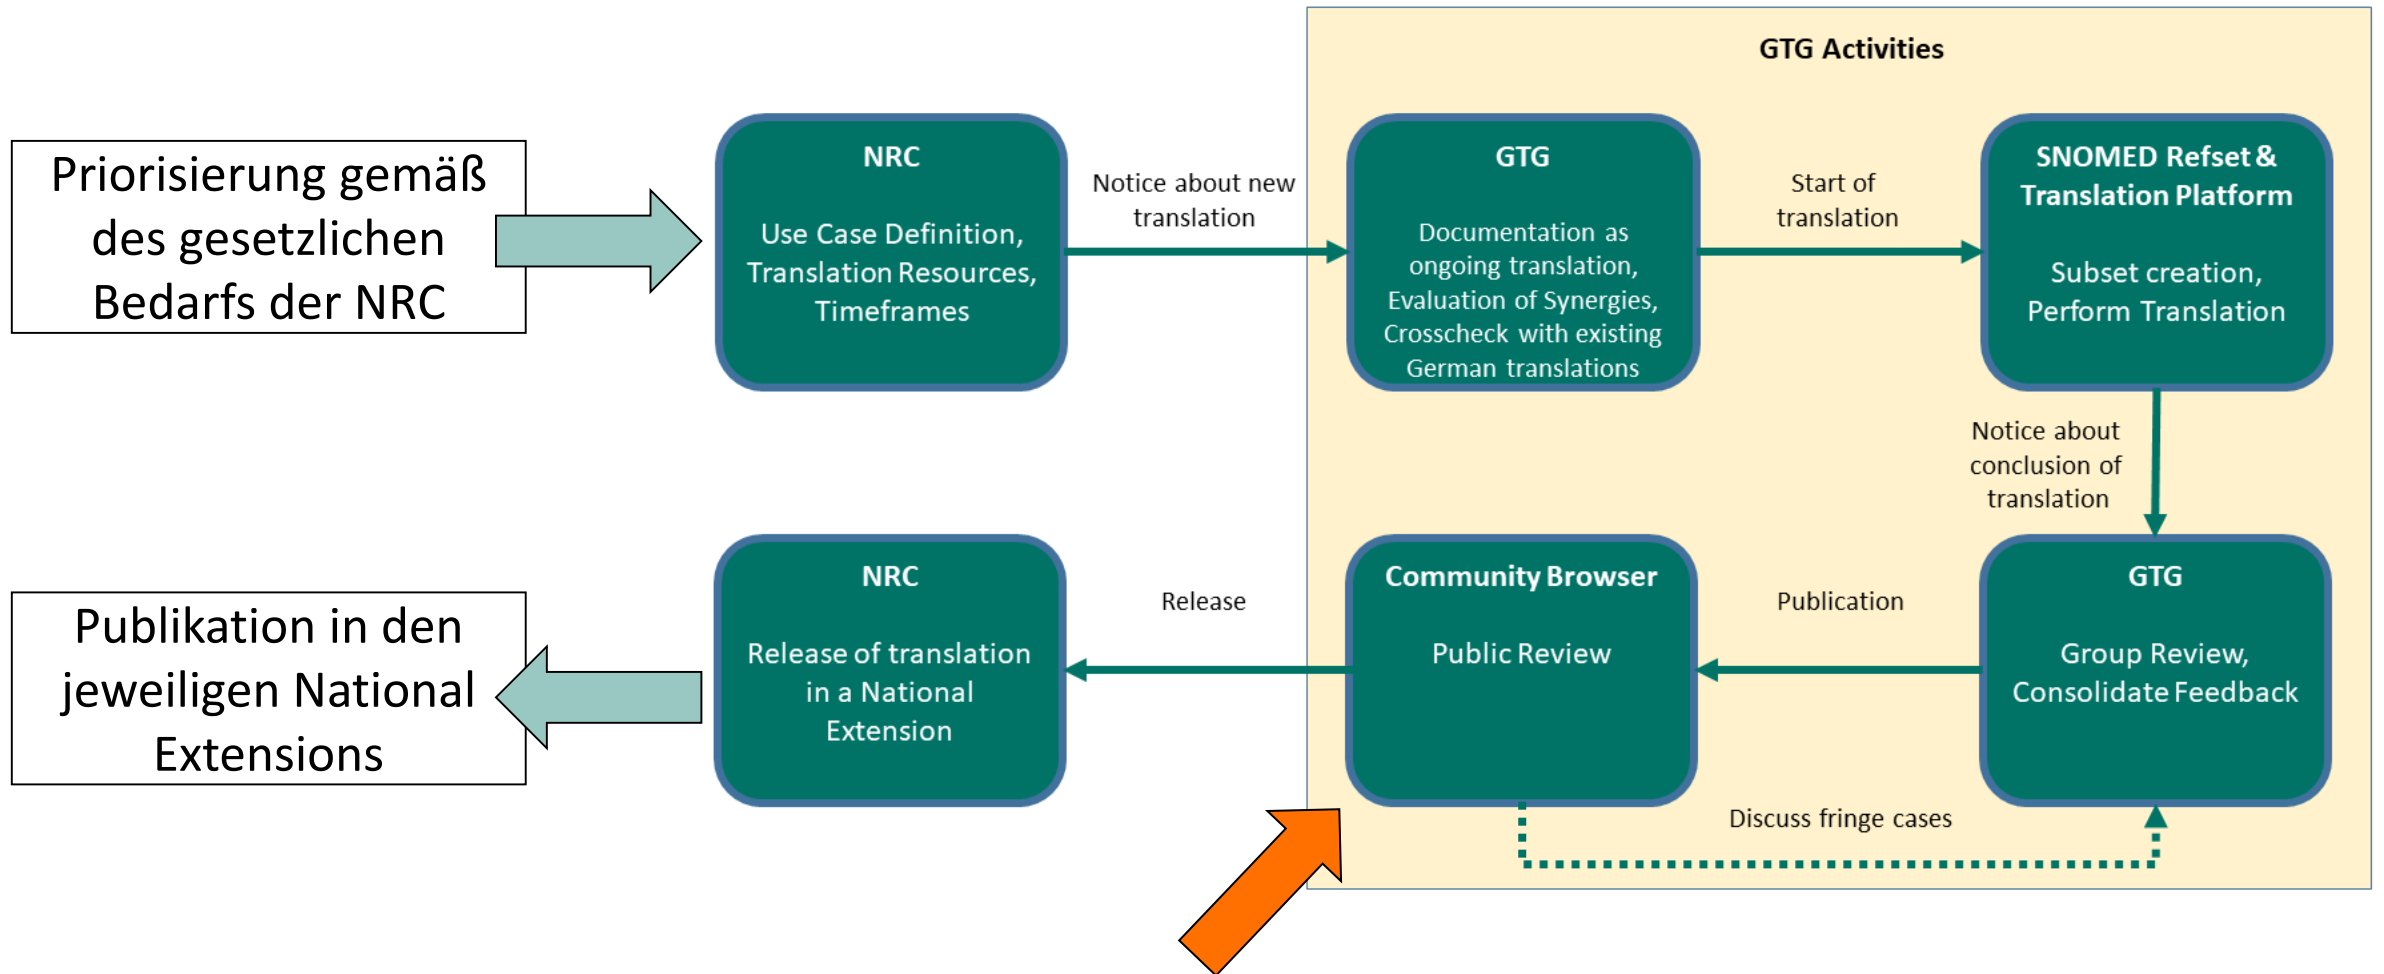 GTG Activities
Priorisierung gemäß
des gesetzlichen
Bedarfs der NRC
NRC
Use Case Definition,
Translation Resources,
Timeframes
Notice about new
translation
GTG
Documentation as
ongoing translation,
Evaluation of Synergies,
Crosscheck with existing
German translations
Start of
translation
SNOMED Refset &
Translation Platform
Subset creation,
Perform Translation
Notice about
conclusion of
translation
GTG
Group Review,
Consolidate Feedback
Publication
Community Browser
Public Review
Discuss fringe cases
Release
NRC
Release of translation
in a National
Extension
Publikation in den
jeweiligen National
Extensions